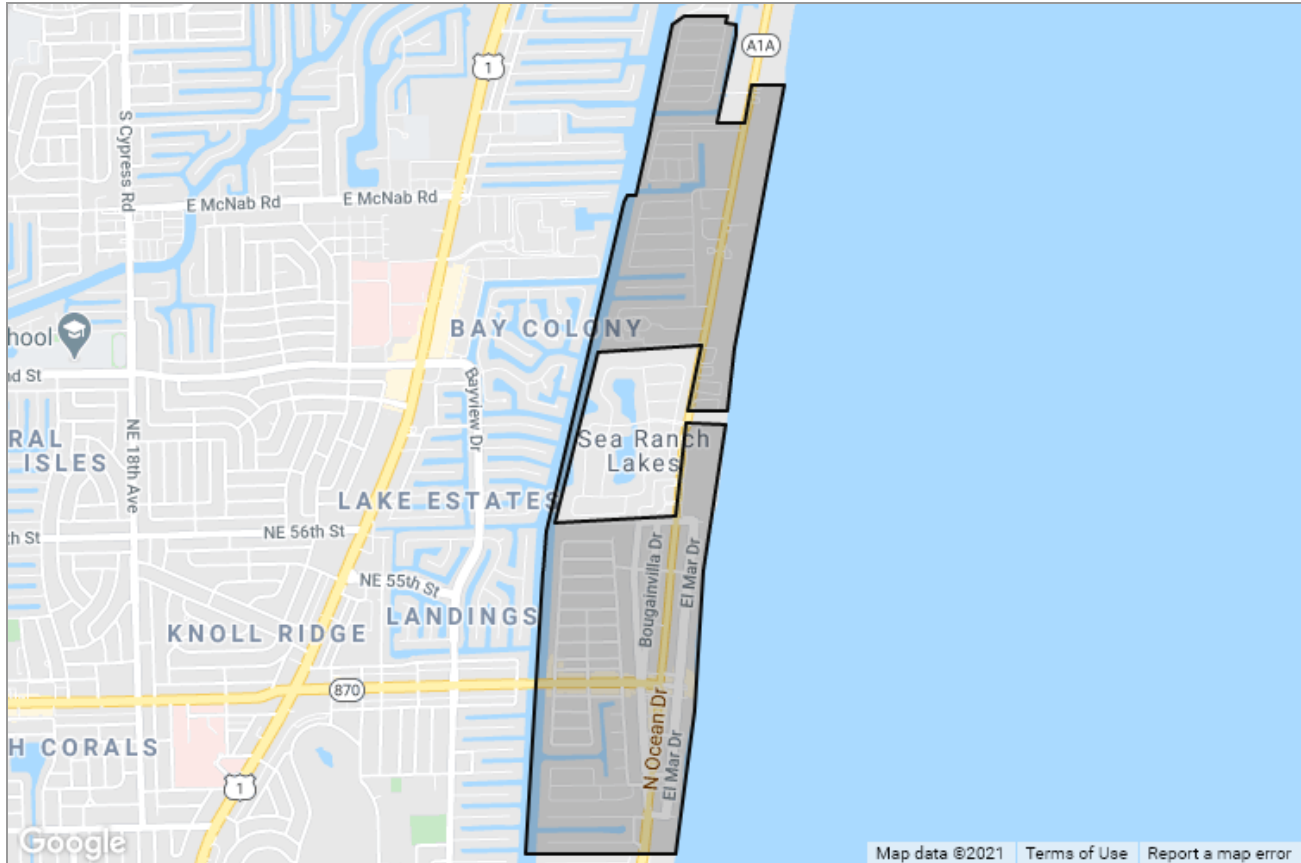 A1A
1
S Cypress Rd
E McNab Rd
E McNab Rd
BAY COLONY
hool
nd St
Bayview Dr
Sea Ranch
Lakes
RAL
ISLES
NE 18th Ave
LAKE ESTATES
NE 56th St
th St
NE 55th St
Bougainvilla Dr
El Mar Dr
LANDINGS
KNOLL RIDGE
870
N Ocean Dr
El Mar Dr
H CORALS
1
Google
Map data ©2021
Terms of Use
Report a map error